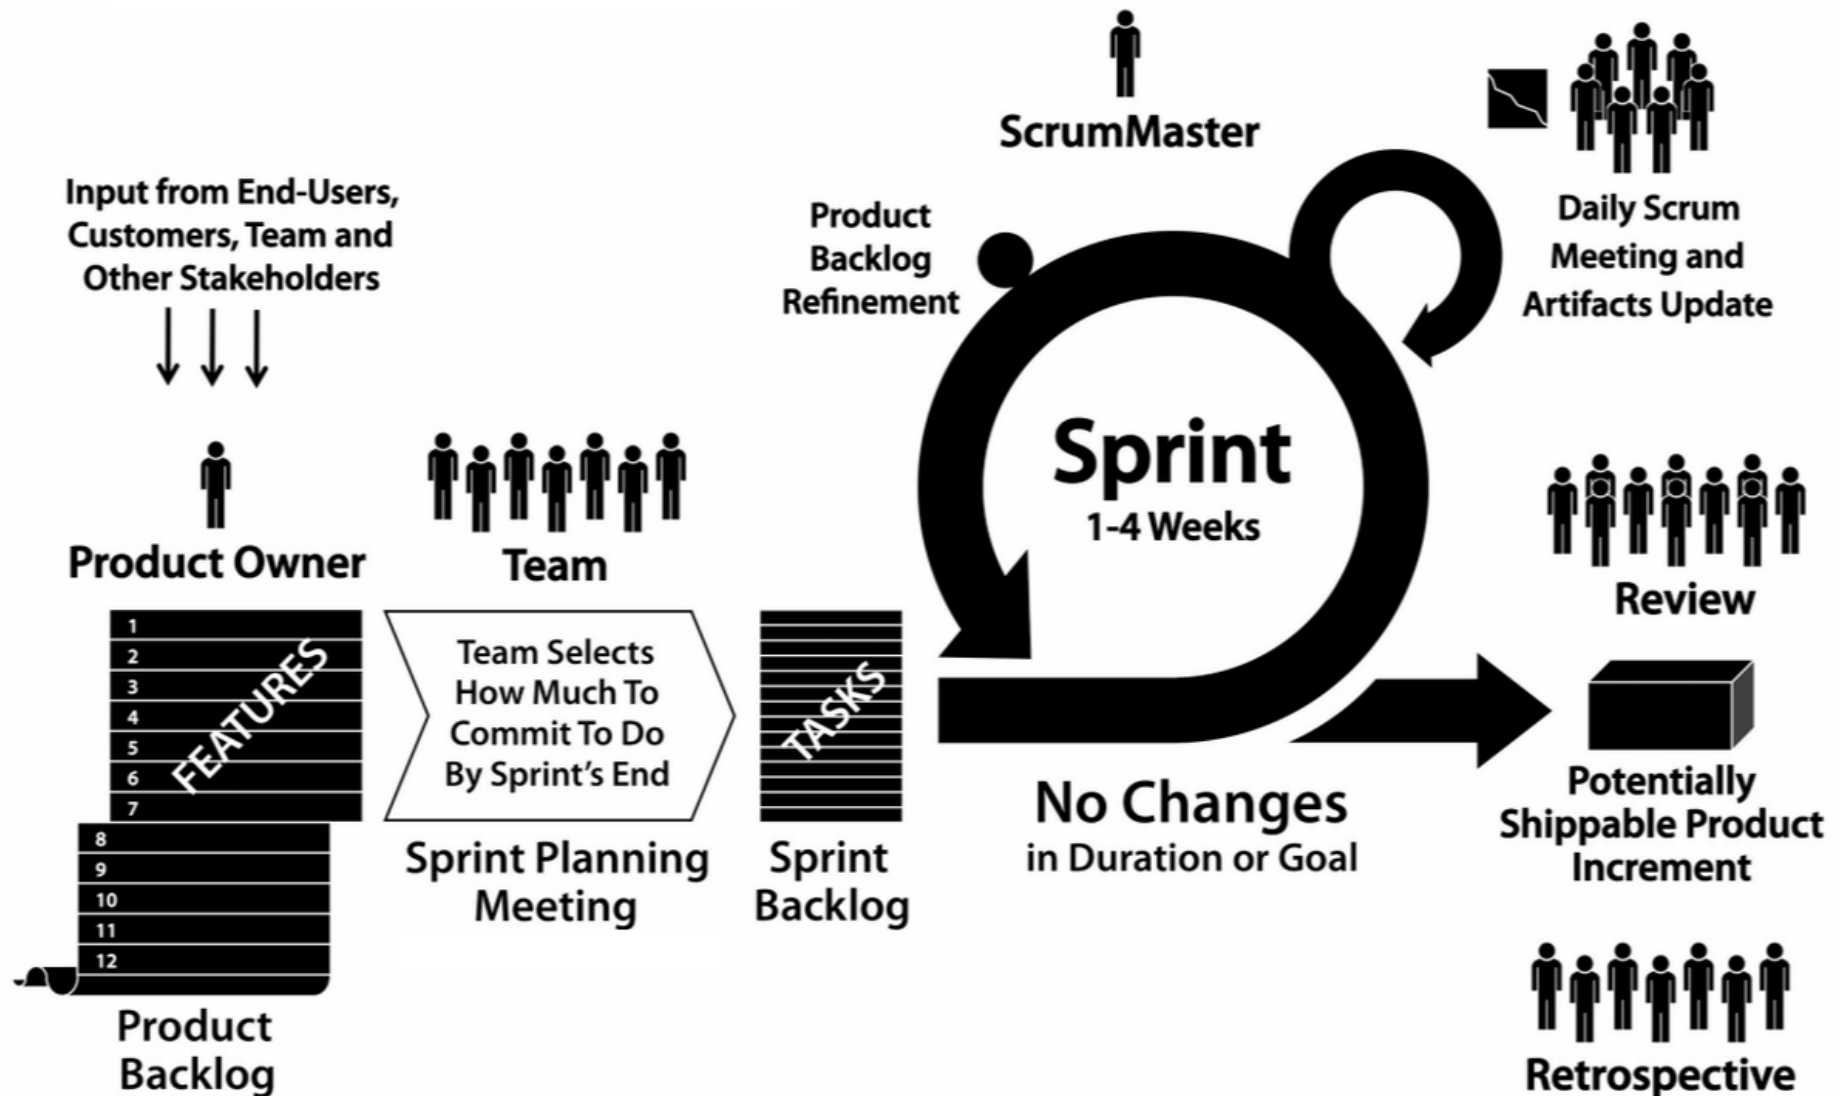 Input from End-Users,
Customers, Team and
Other Stakeholders
Product Owner
1
2
3
4
5
6
7
FEATURES
8
9
10
11
12
Product
Backlog
Team
Team Selects
How Much To
Commit To Do
By Sprint’s End
Sprint Planning
Meeting
TASKS
Sprint
Backlog
ScrumMaster
Product
Backlog
Refinement
Sprint
1-4 Weeks
No Changes
in Duration or Goal
Daily Scrum
Meeting and
Artifacts Update
Review
Potentially
Shippable Product
Increment
Retrospective